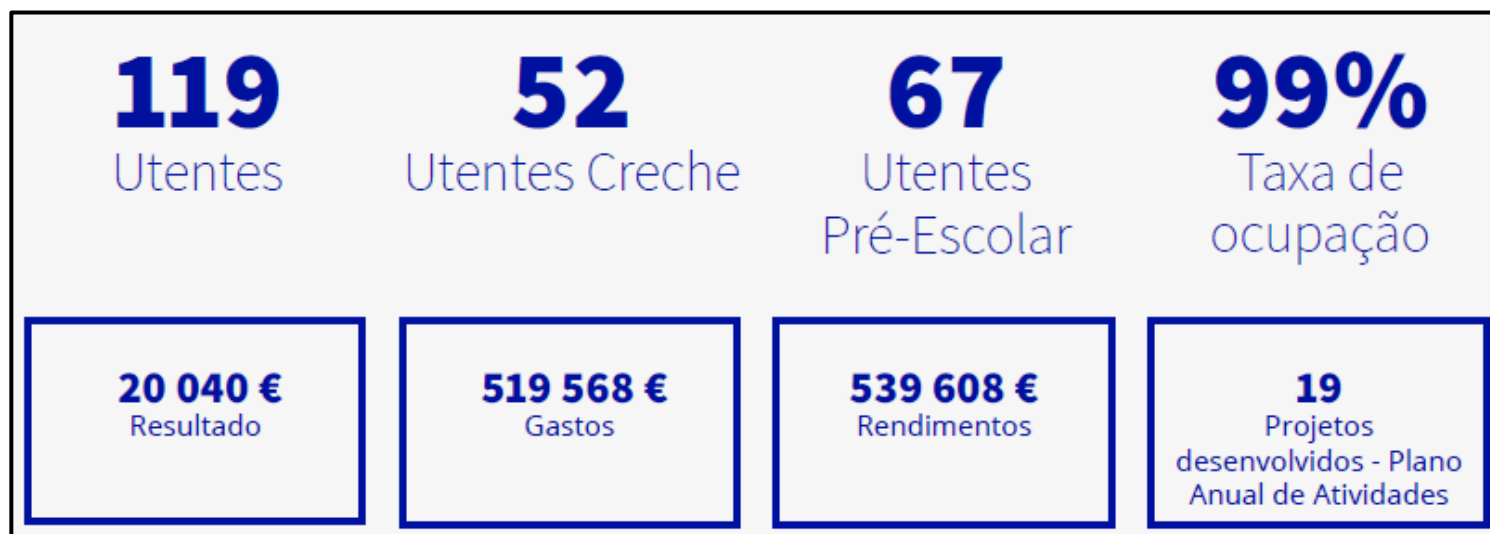 119
Utentes
52
Utentes Creche
67
Utentes
Pré-Escolar
99%
Taxa de
ocupação
20 040 €
Resultado
519 568 €
Gastos
539 608 €
Rendimentos
19
Projetos
desenvolvidos - Plano
Anual de Atividades